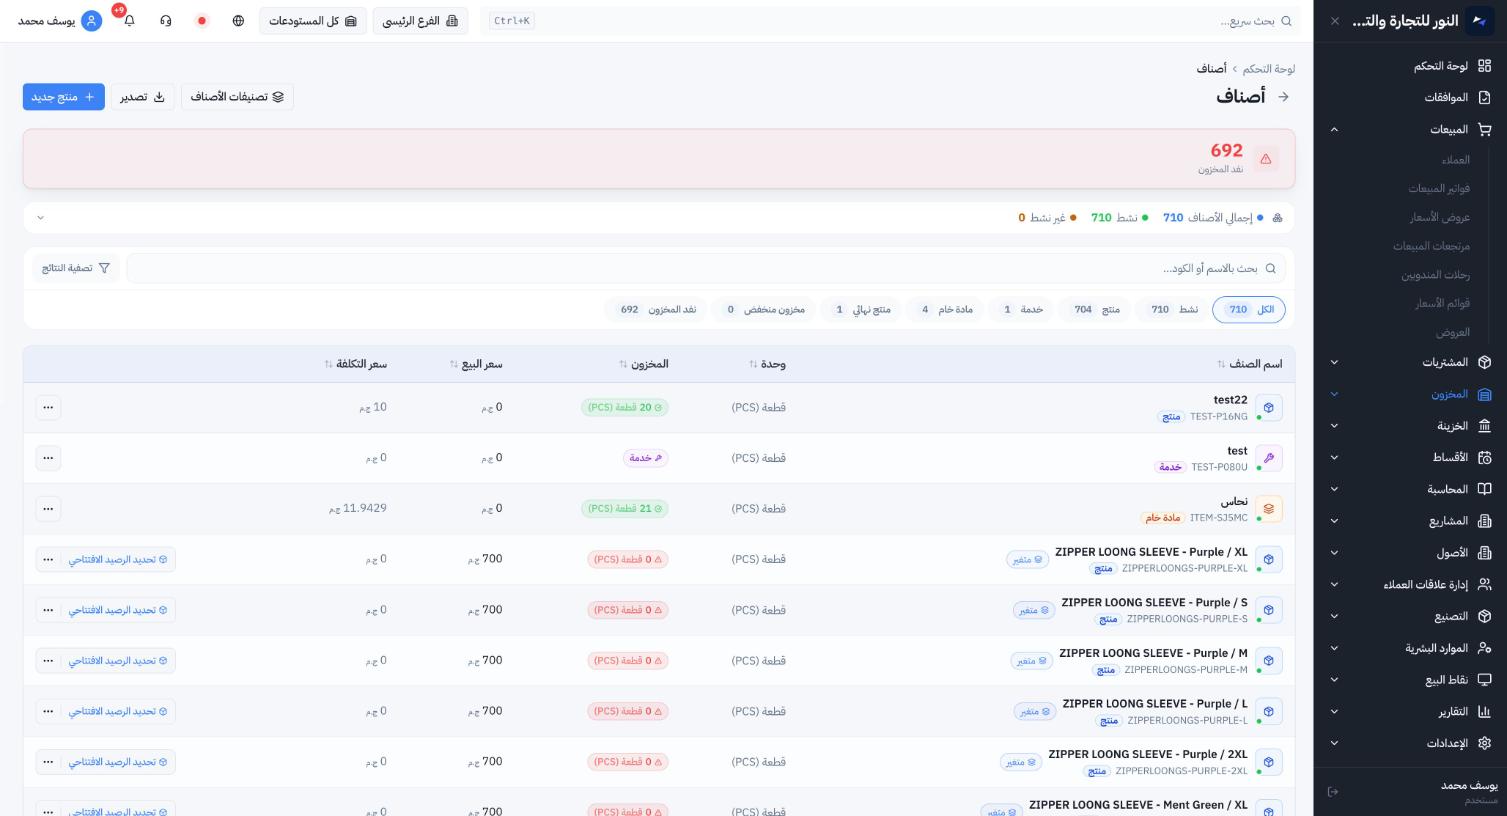 النور للتجارة والتـ...
لوحة التحكم
الموافقات
المبيعات
العملاء
فواتير المبيعات
عروض الأسعار
مرتجعات المبيعات
رحلات المندوبين
قوائم الأسعار
العروض
المشتريات
المخزون
الخزينة
الأقساط
المحاسبة
المشاريع
الأصول
إدارة علاقات العملاء
التصنيع
الموارد البشرية
نقاط البيع
التقارير
الإعدادات
يوسف محمد
مستخدم
بحث سريع... Ctrl+K
الفرع الرئيسي
كل المستودعات
+9
يوسف محمد
لوحة التحكم › أصناف
أصناف
تصنيفات الأصناف
تصدير
منتج جديد
692
نفد المخزون
إجمالي الأصناف 710 نشط 710 غير نشط 0
بحث بالاسم أو الكود...
تصفية النتائج
الكل 710 نشط 710 منتج 704 خدمة 1 مادة خام 4 منتج نهائي 1 مخزون منخفض 0 نفد المخزون 692
اسم الصنف وحدة المخزون سعر البيع سعر التكلفة
test22
TEST-P16NG منتج
قطعة (PCS) 20 قطعة (PCS) 0 ج.م 10 ج.م
test
TEST-P080U خدمة
قطعة (PCS) خدمة 0 ج.م 0 ج.م
نحاس
ITEM-SJ5MC مادة خام
قطعة (PCS) 21 قطعة (PCS) 0 ج.م 11.9429 ج.م
ZIPPER LOONG SLEEVE - Purple / XL متغير
ZIPPERLOONGS-PURPLE-XL منتج
قطعة (PCS) 0 قطعة (PCS) 700 ج.م 0 ج.م تحديد الرصيد الافتتاحي
ZIPPER LOONG SLEEVE - Purple / S متغير
ZIPPERLOONGS-PURPLE-S منتج
قطعة (PCS) 0 قطعة (PCS) 700 ج.م 0 ج.م تحديد الرصيد الافتتاحي
ZIPPER LOONG SLEEVE - Purple / M متغير
ZIPPERLOONGS-PURPLE-M منتج
قطعة (PCS) 0 قطعة (PCS) 700 ج.م 0 ج.م تحديد الرصيد الافتتاحي
ZIPPER LOONG SLEEVE - Purple / L متغير
ZIPPERLOONGS-PURPLE-L منتج
قطعة (PCS) 0 قطعة (PCS) 700 ج.م 0 ج.م تحديد الرصيد الافتتاحي
ZIPPER LOONG SLEEVE - Purple / 2XL متغير
ZIPPERLOONGS-PURPLE-2XL منتج
قطعة (PCS) 0 قطعة (PCS) 700 ج.م 0 ج.م تحديد الرصيد الافتتاحي
ZIPPER LOONG SLEEVE - Ment Green / XL متغير
قطعة (PCS) 0 قطعة (PCS) 700 ج.م 0 ج.م تحديد الرصيد الافتتاحي